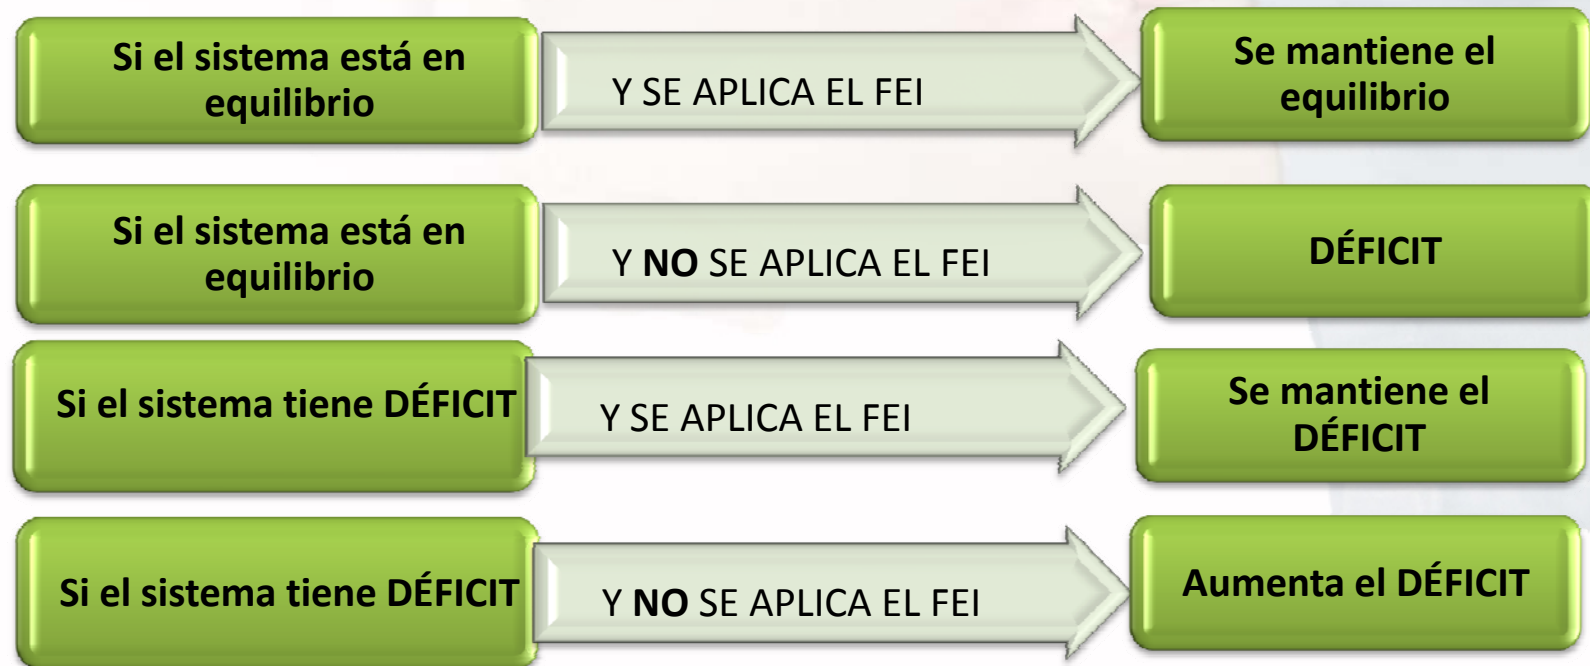 Si el sistema está en
equilibrio
Y SE APLICA EL FEI
Se mantiene el
equilibrio
Si el sistema está en
equilibrio
Y NO SE APLICA EL FEI
DÉFICIT
Si el sistema tiene DÉFICIT
Y SE APLICA EL FEI
Se mantiene el
DÉFICIT
Si el sistema tiene DÉFICIT
Y NO SE APLICA EL FEI
Aumenta el DÉFICIT